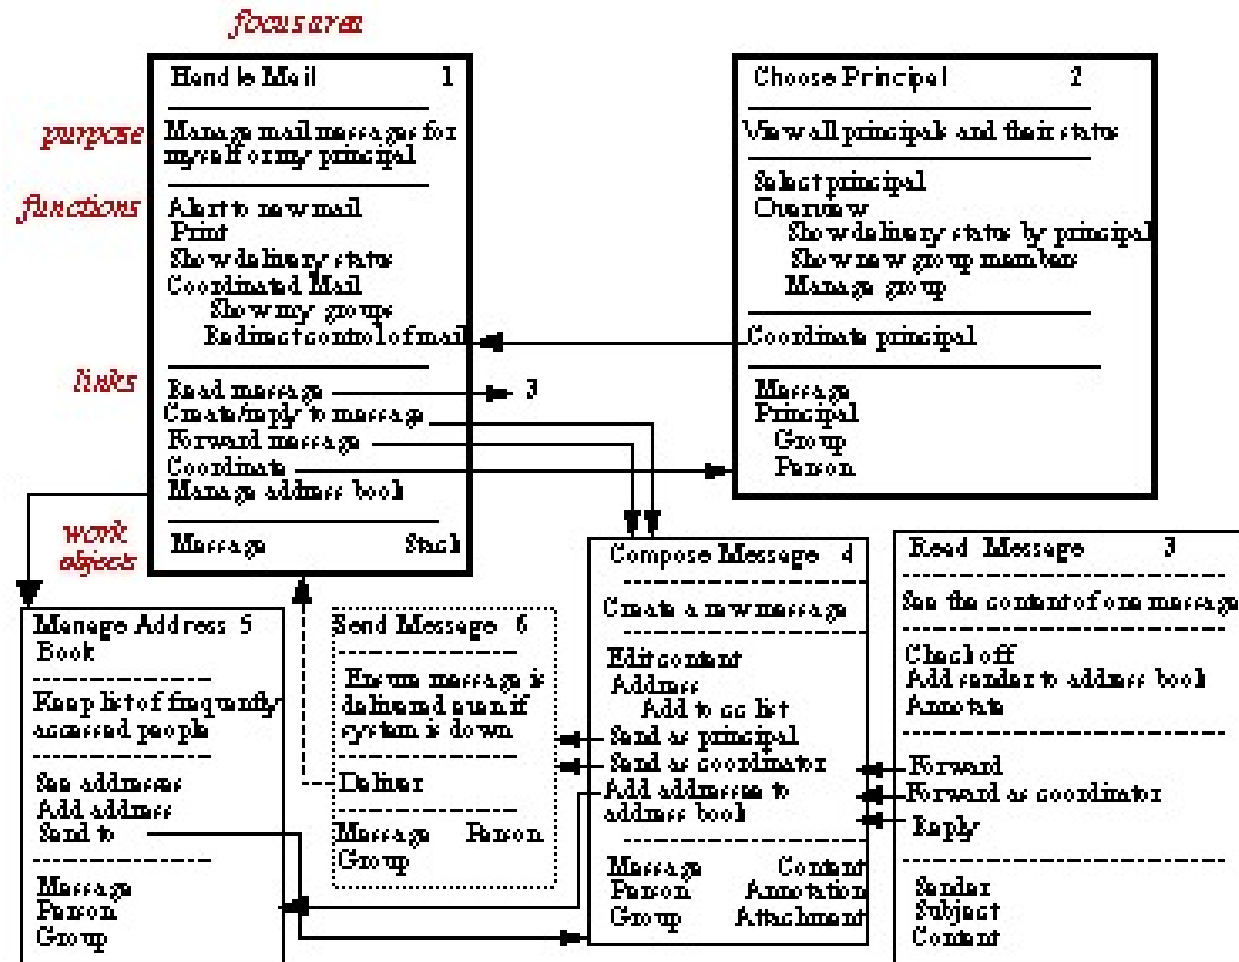 focus area
Handle Mail 1
purpose
Manage mail messages for
myself or my principal
functions
Alert to new mail
Print
Show delivery status
Coordinated Mail
Show my groups
Redirect control of mail
links
Read message 3
Create/reply to message
Forward message
Coordinate
Manage address book
work
objects
Message Stack
Choose Principal 2
View all principals and their status
Select principal
Overview
Show delivery status by principal
Show new group members
Manage group
Coordinate principal
Message
Principal
Group
Person
Manage Address 5
Book
Keep list of frequently
accessed people
See addresses
Add address
Send to
Message
Person
Group
Send Message 6
Ensure message is
delivered even if
system is down
Deliver
Message Person
Group
Compose Message 4
Create a new message
Edit content
Address
Add to cc list
Send as principal
Send as coordinator
Add addresses to
address book
Message Content
Person Annotation
Group Attachment
Read Message 3
See the content of one message
Check off
Add sender to address book
Annotate
Forward
Forward as coordinator
Reply
Sender
Subject
Content